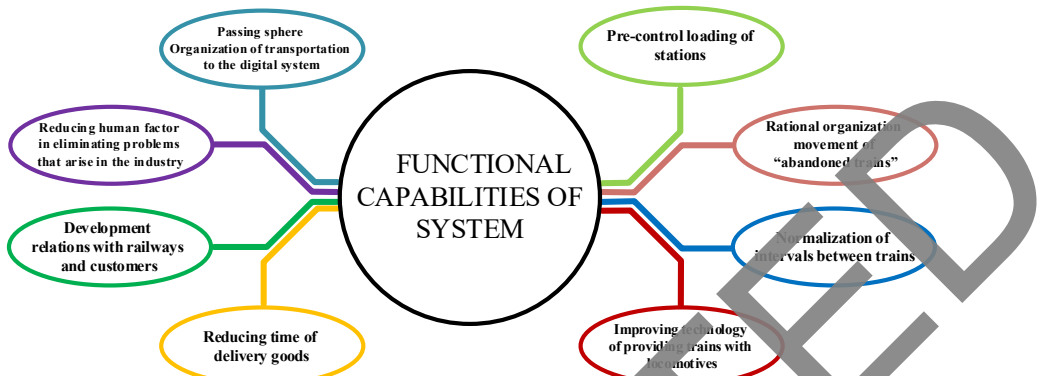 Passing sphere
Organization of transportation
to the digital system
Pre-control loading of
stations
Reducing human factor
in eliminating problems
that arise in the industry
Rational organization
movement of
“abandoned trains”
FUNCTIONAL
CAPABILITIES OF
SYSTEM
Development
relations with railways
and customers
Normalization of
intervals between trains
Reducing time of
delivery goods
Improving technology
of providing trains with
locomotives
ED